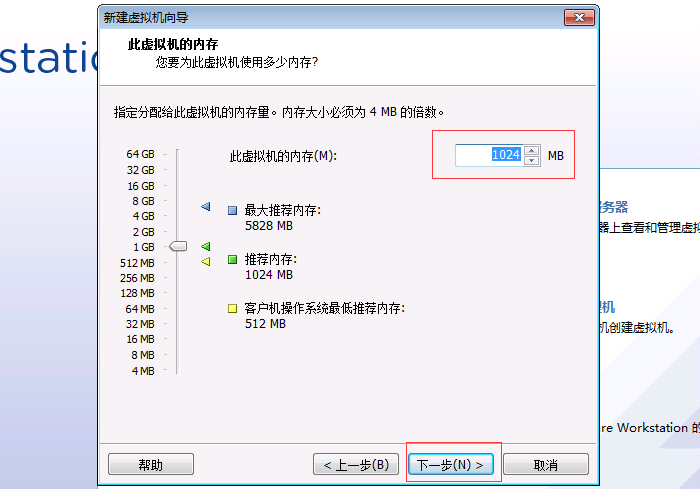 新建虚拟机向导
statio
此虚拟机的内存
您要为此虚拟机使用多少内存?
指定分配给此虚拟机的内存量。内存大小必须为 4 MB 的倍数。
此虚拟机的内存(M):
1024 MB
64 GB
32 GB
16 GB
8 GB
4 GB
2 GB
1 GB
512 MB
256 MB
128 MB
64 MB
32 MB
16 MB
8 MB
4 MB
最大推荐内存:
5828 MB
推荐内存:
1024 MB
客户机操作系统最低推荐内存:
512 MB
务器
器上查看和管理虚拟
机
机创建虚拟机。
re Workstation 的
帮助
< 上一步(B)
下一步(N) >
取消